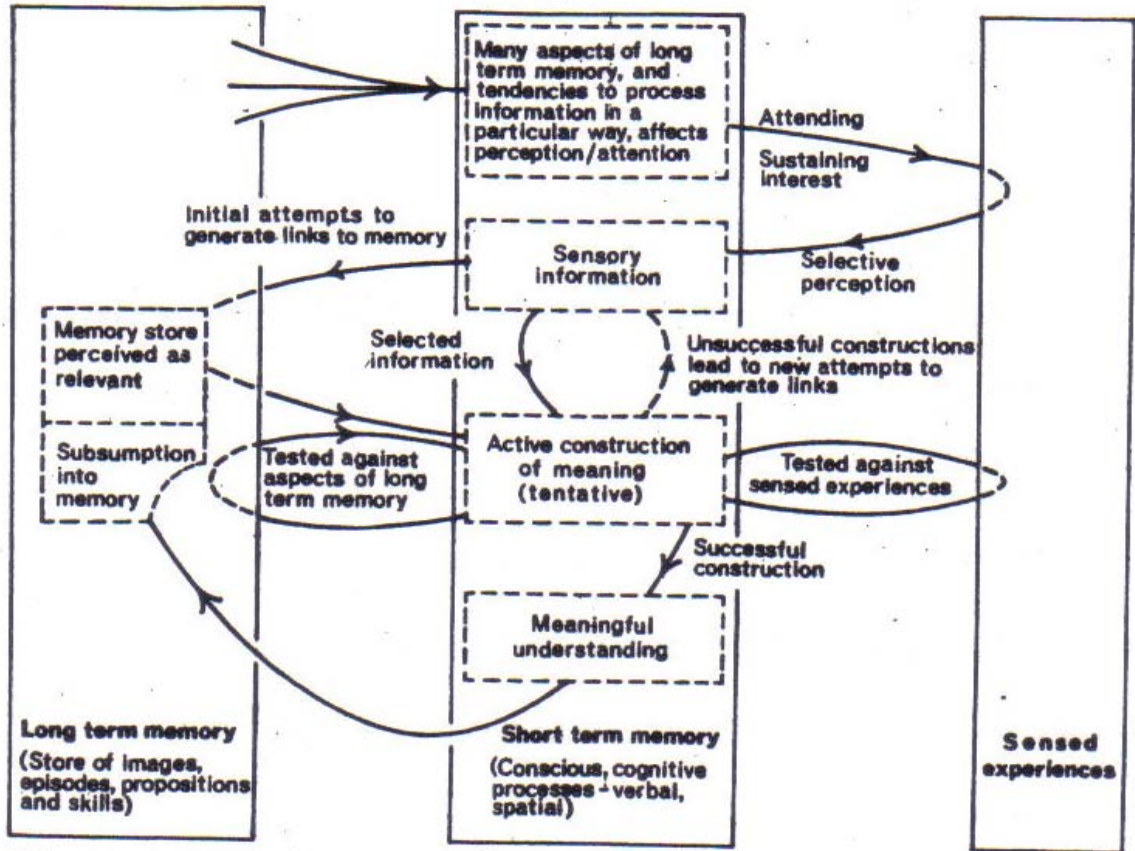 Many aspects of long
term memory, and
tendencies to process
information in a
particular way, affects
perception/attention
Attending
Sustaining
interest
Initial attempts to
generate links to memory
Sensory
information
Selective
perception
Memory store
perceived as
relevant
Selected
information
Unsuccessful constructions
lead to new attempts to
generate links
Subsumption
into
memory
Tested against
aspects of long
term memory
Active construction
of meaning
(tentative)
Tested against
sensed experiences
Successful
construction
Meaningful
understanding
Long term memory
(Store of images,
episodes, propositions
and skills)
Short term memory
(Conscious, cognitive
processes - verbal,
spatial)
Sensed
experiences